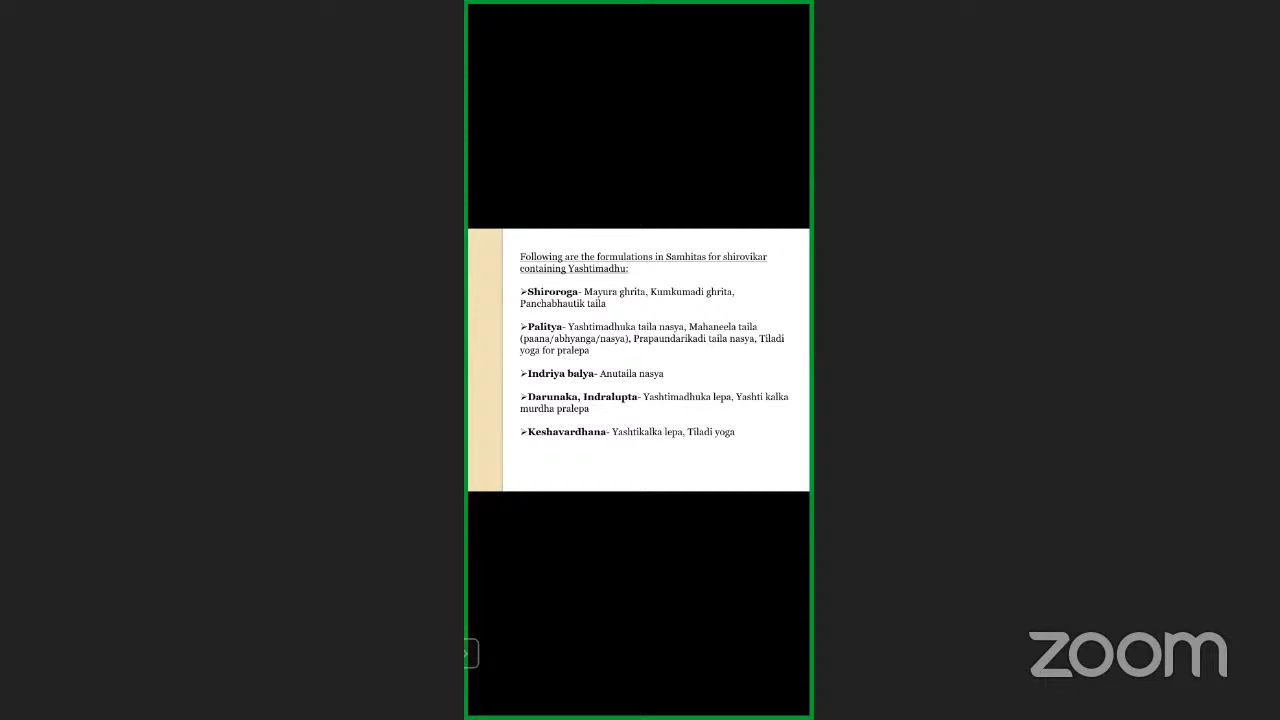 Following are the formulations in Samhitas for shirovikar
containing Yashtimadhu:
➢Shiroroga- Mayura ghrita, Kumkumadi ghrita,
Panchabhautik taila
➢Palitya- Yashtimadhuka taila nasya, Mahaneela taila
(paana/abhyanga/nasya), Prapaundarikadi taila nasya, Tiladi
yoga for pralepa
➢Indriya balya- Anutaila nasya
➢Darunaka, Indralupta- Yashtimadhuka lepa, Yashti kalka
murdha pralepa
➢Keshavardhana- Yashtikalka lepa, Tiladi yoga
zoom